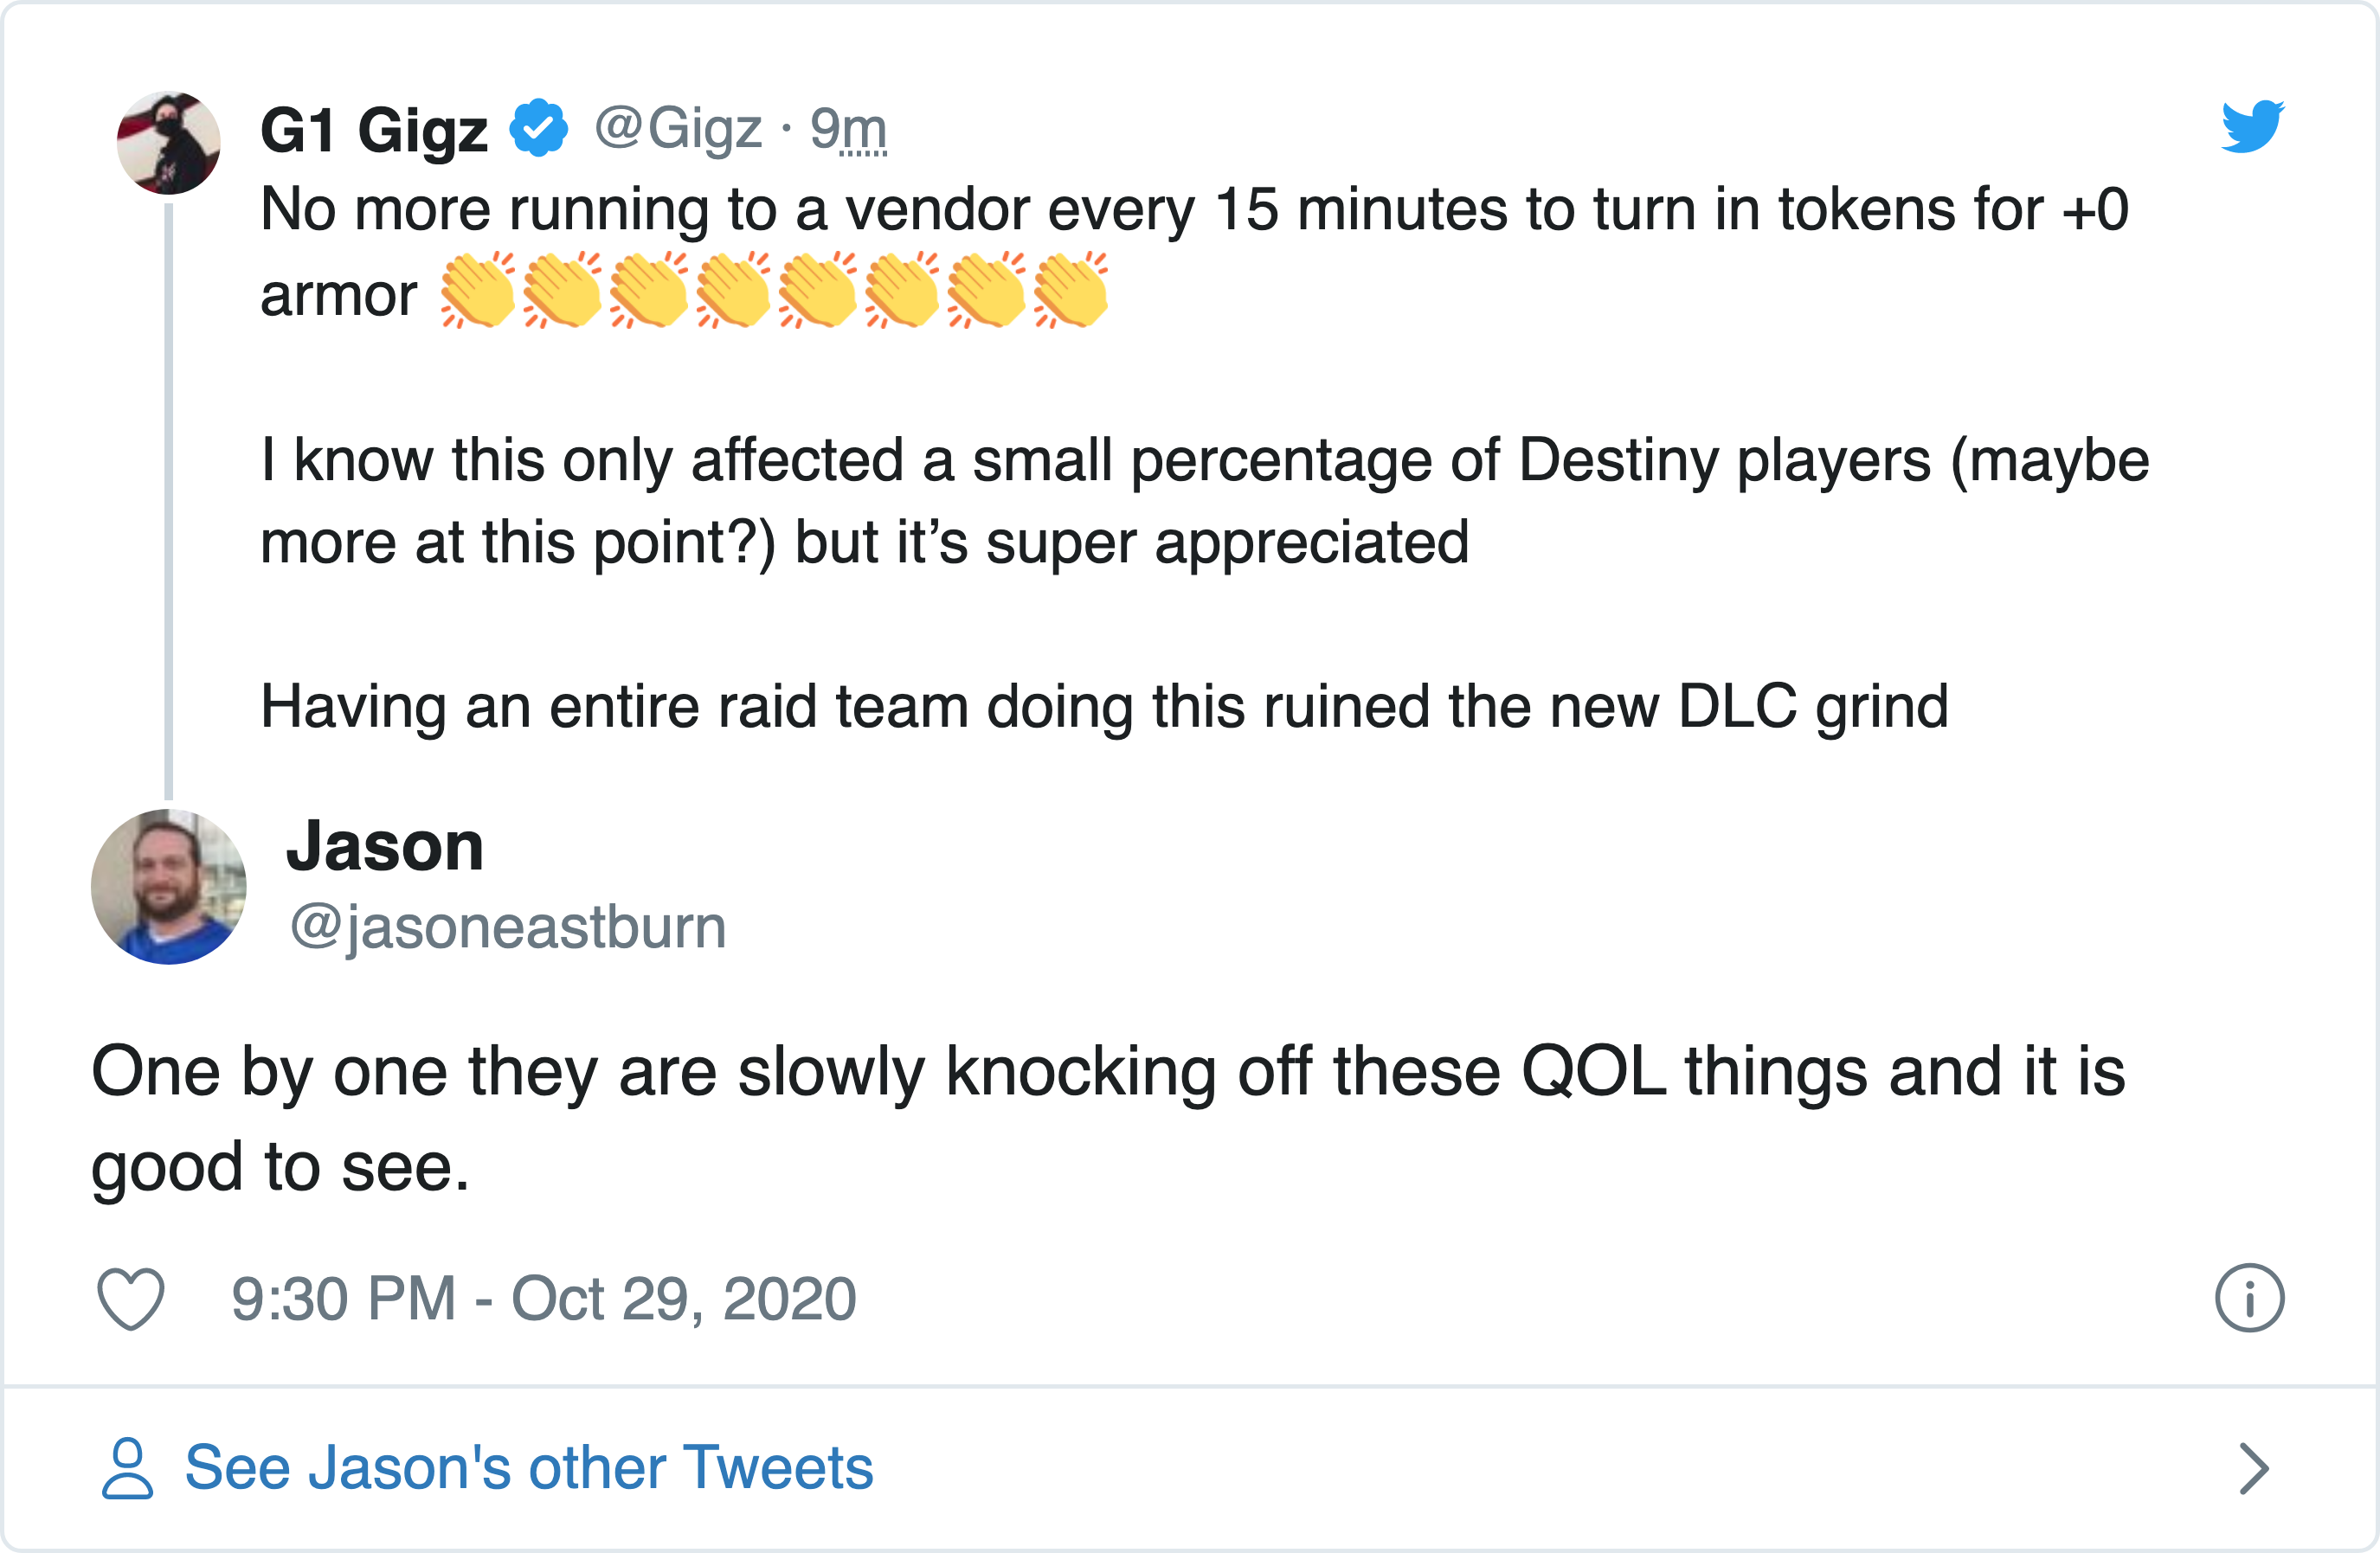 G1 Gigz @Gigz · 9m
No more running to a vendor every 15 minutes to turn in tokens for +0
armor 👏👏👏👏👏👏👏👏
I know this only affected a small percentage of Destiny players (maybe
more at this point?) but it’s super appreciated
Having an entire raid team doing this ruined the new DLC grind
Jason
@jasoneastburn
One by one they are slowly knocking off these QOL things and it is
good to see.
9:30 PM - Oct 29, 2020
See Jason's other Tweets